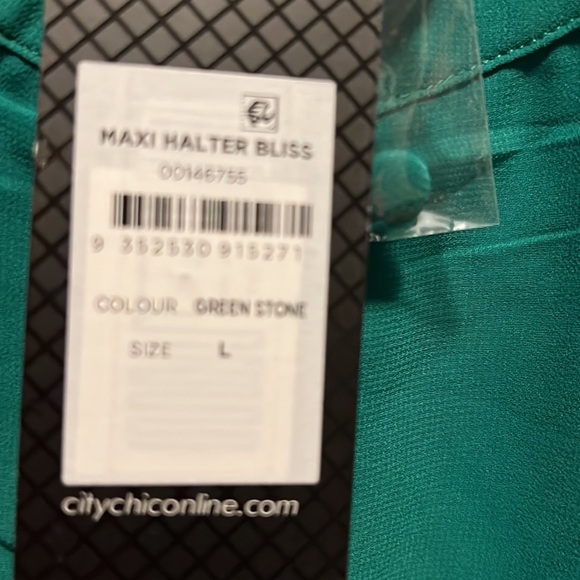 MAXI HALTER BLISS
00146755
9 352530 915271
COLOUR GREEN STONE
SIZE L
citychiconline.com